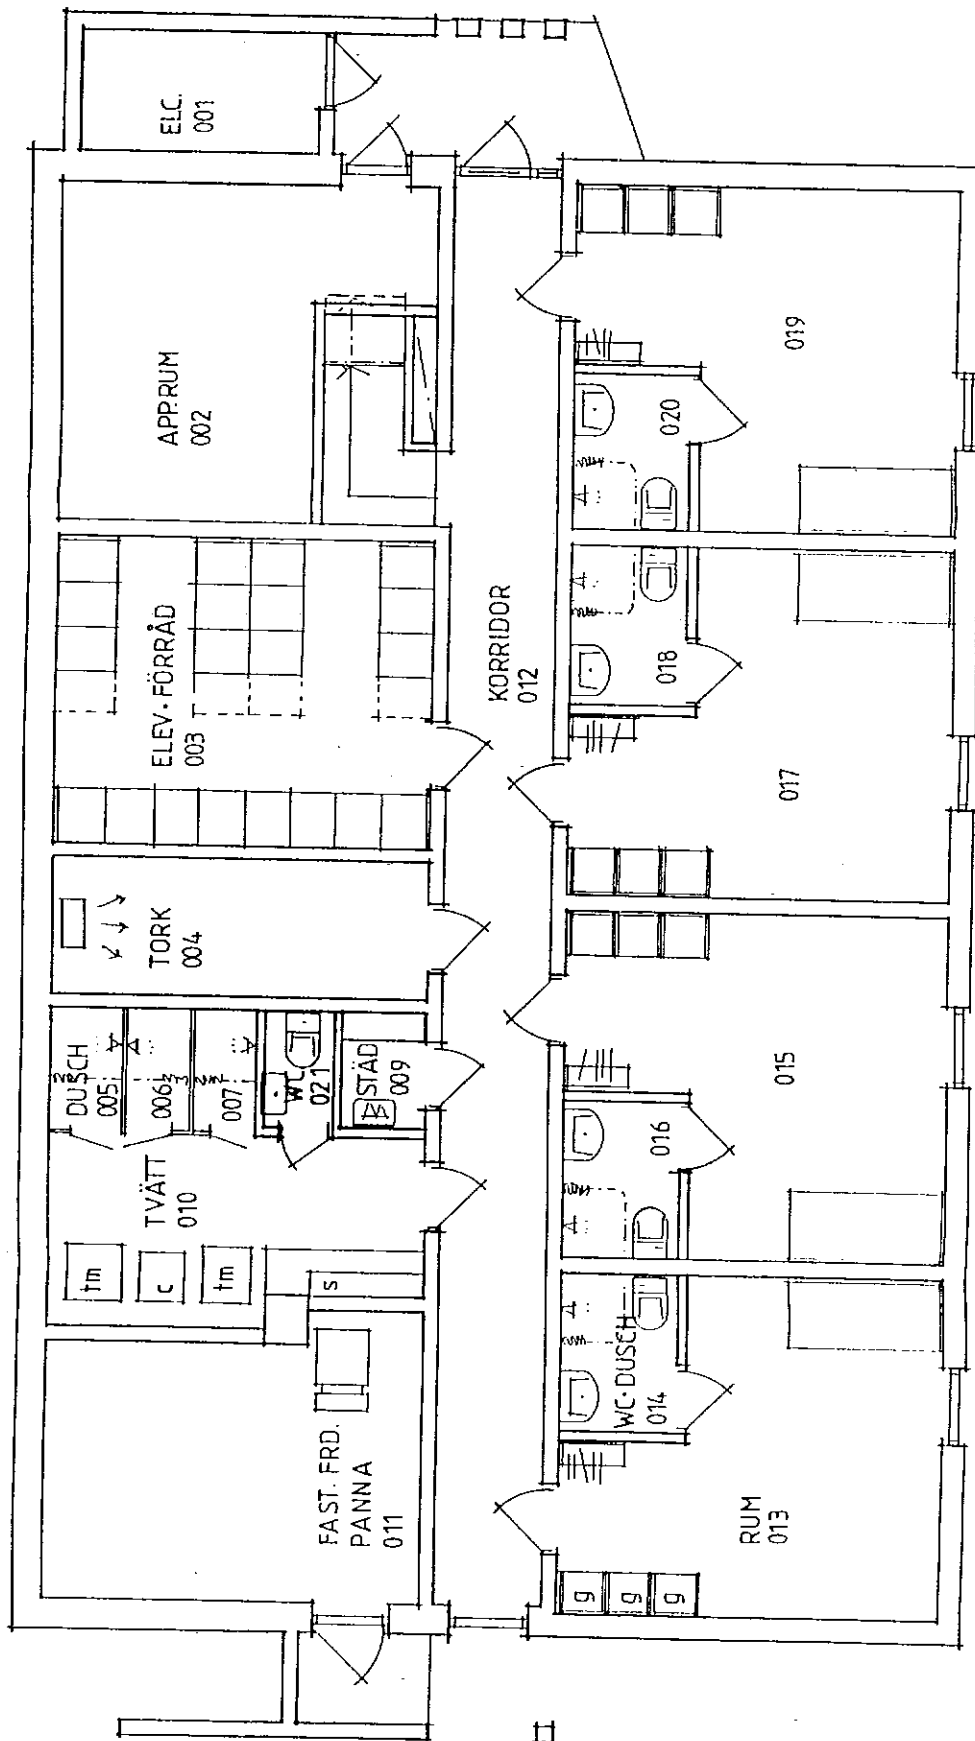 ELC.
001
APP.RUM
002
ELEV-FÖRRÅD
003
TORK
004
DUSCH
005
006
007
WC
021
STÄD
009
TVÄTT
010
tm
c
tm
s
FAST. FRD.
PANNA
011
KORRIDOR
012
019
020
018
017
015
016
WC-DUSCH
014
RUM
013
g
g
g